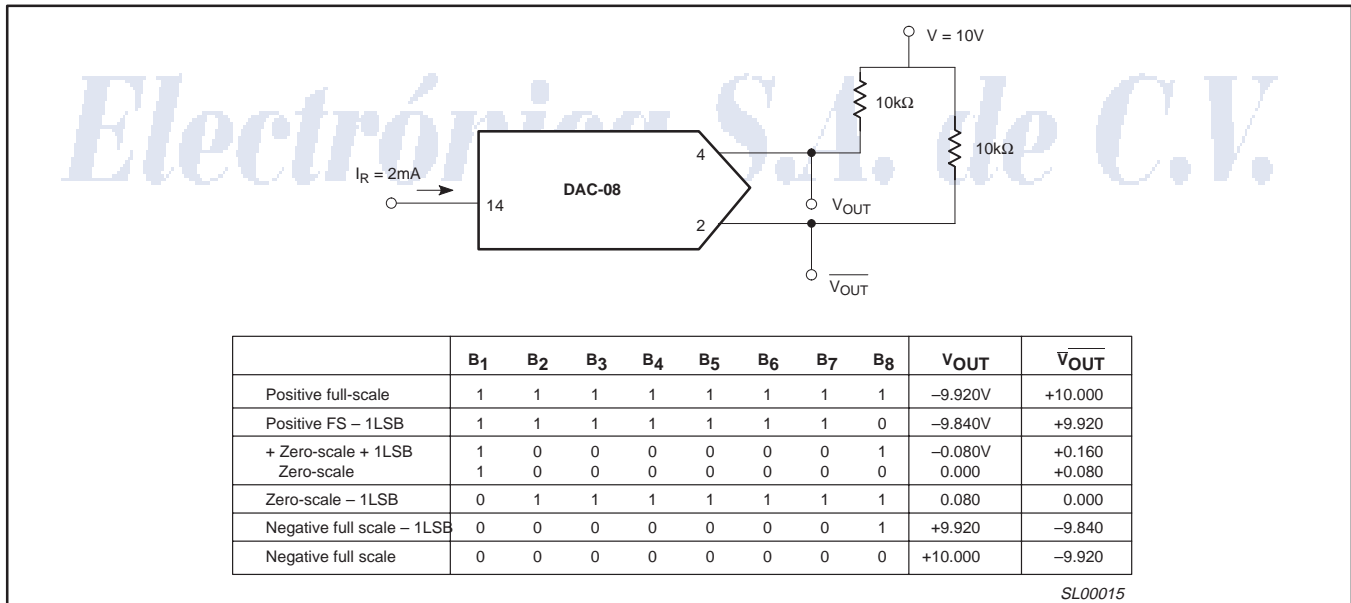 V = 10V
Electrónica S.A. de C.V.
10kΩ
10kΩ
4
I_R = 2mA
DAC-08
14
V_OUT
2
V̅_OUT
B1 B2 B3 B4 B5 B6 B7 B8 VOUT V̅OUT
Positive full-scale 1 1 1 1 1 1 1 1 –9.920V +10.000
Positive FS – 1LSB 1 1 1 1 1 1 1 0 –9.840V +9.920
+ Zero-scale + 1LSB 1 0 0 0 0 0 0 1 –0.080V +0.160
Zero-scale 1 0 0 0 0 0 0 0 0.000 +0.080
Zero-scale – 1LSB 0 1 1 1 1 1 1 1 0.080 0.000
Negative full scale – 1LSB 0 0 0 0 0 0 0 1 +9.920 –9.840
Negative full scale 0 0 0 0 0 0 0 0 +10.000 –9.920
SL00015